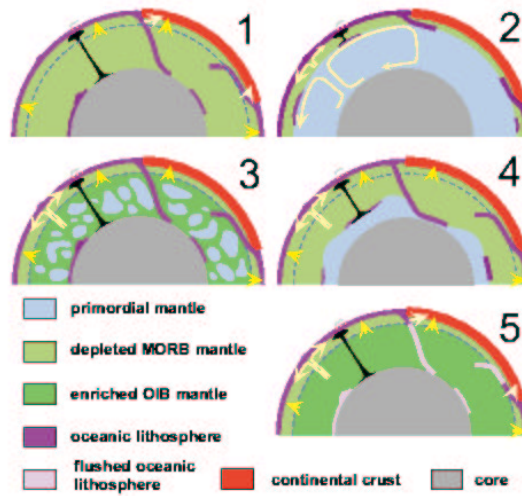 1
2
3
4
primordial mantle
depleted MORB mantle
enriched OIB mantle
5
oceanic lithosphere
flushed oceanic
lithosphere
continental crust
core